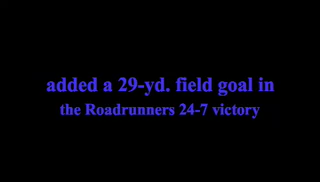 added a 29-yd. field goal in
the Roadrunners 24-7 victory